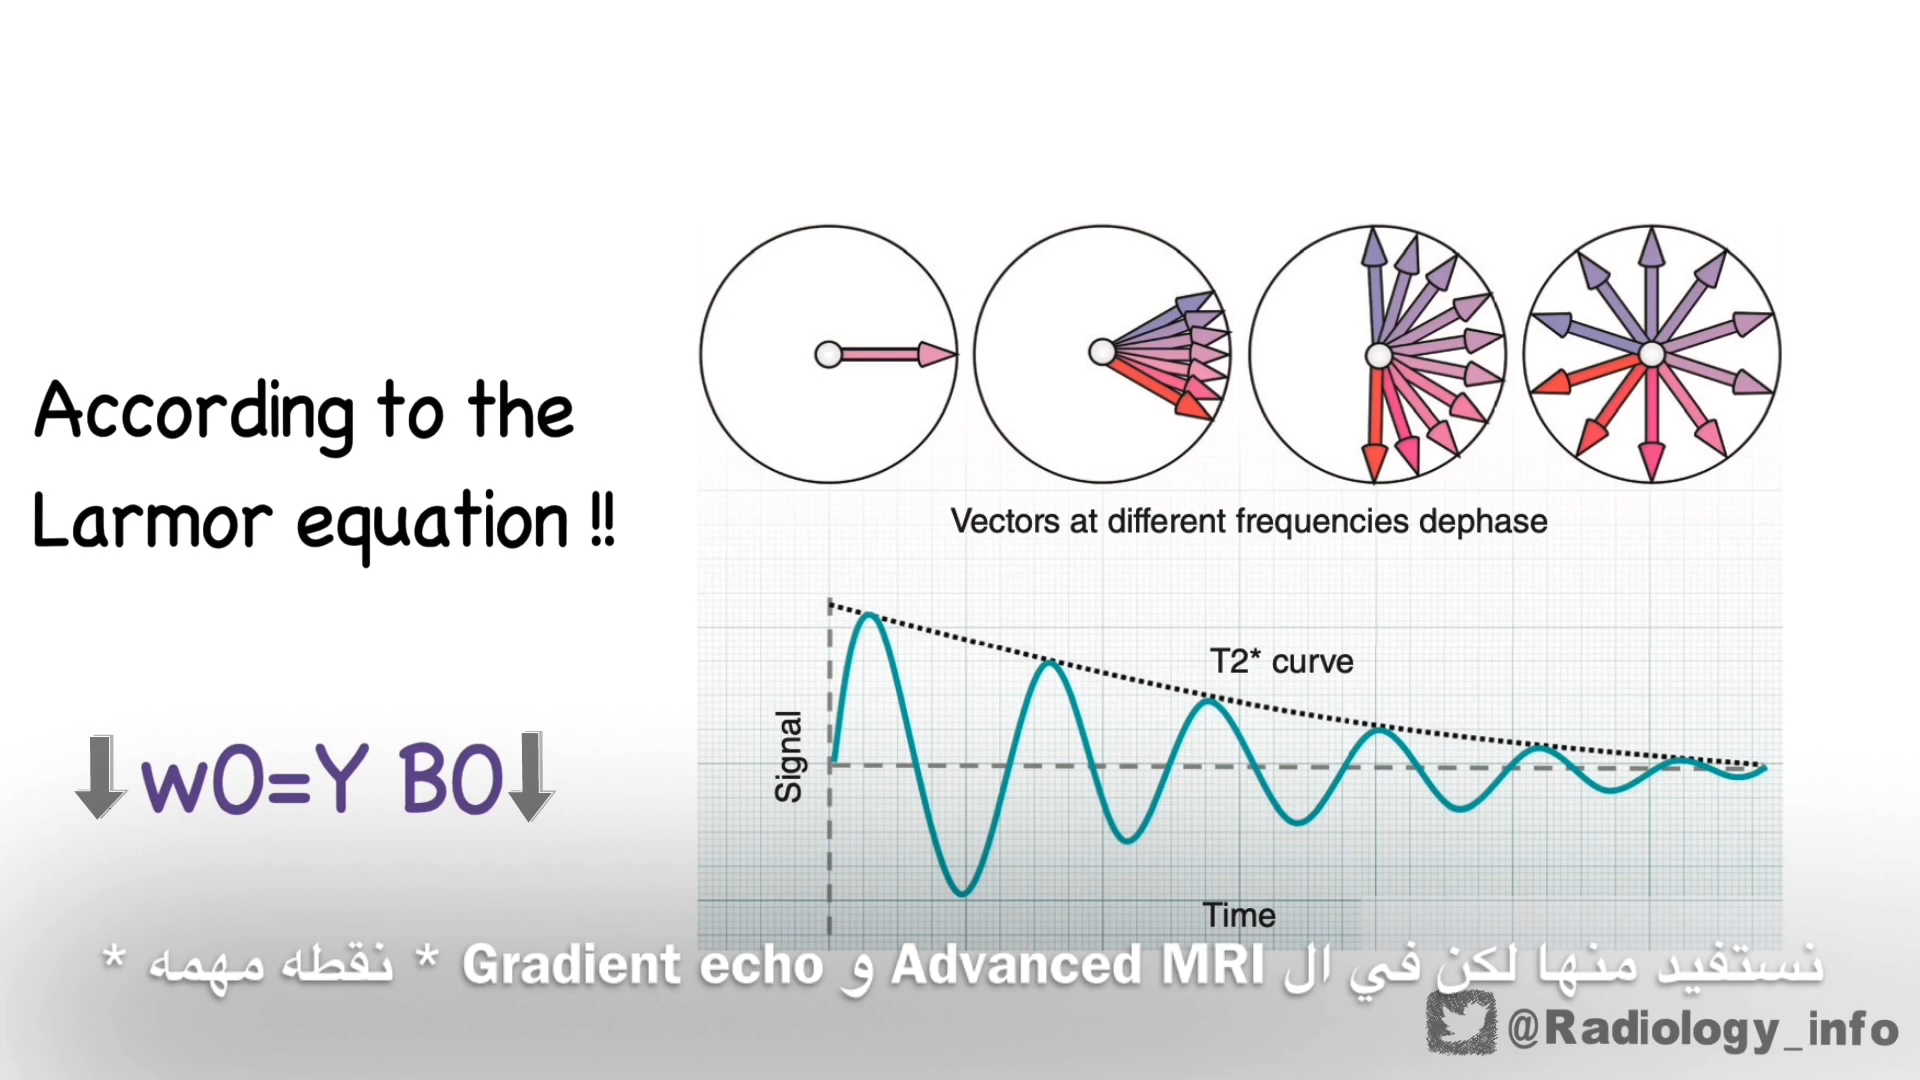 According to the
Larmor equation !!
w0=Y B0
Vectors at different frequencies dephase
T2* curve
Signal
Time
نستفيد منها لكن في ال Advanced MRI و Gradient echo * نقطه مهمه *
@Radiology_info